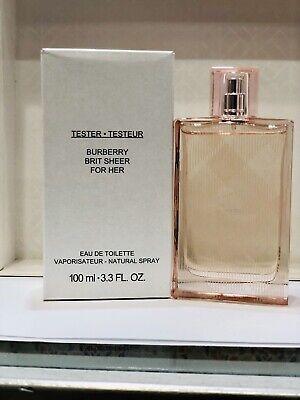 TESTER - TESTEUR
BURBERRY
BRIT SHEER
FOR HER
EAU DE TOILETTE
VAPORISATEUR - NATURAL SPRAY
100 ml - 3.3 FL. OZ.